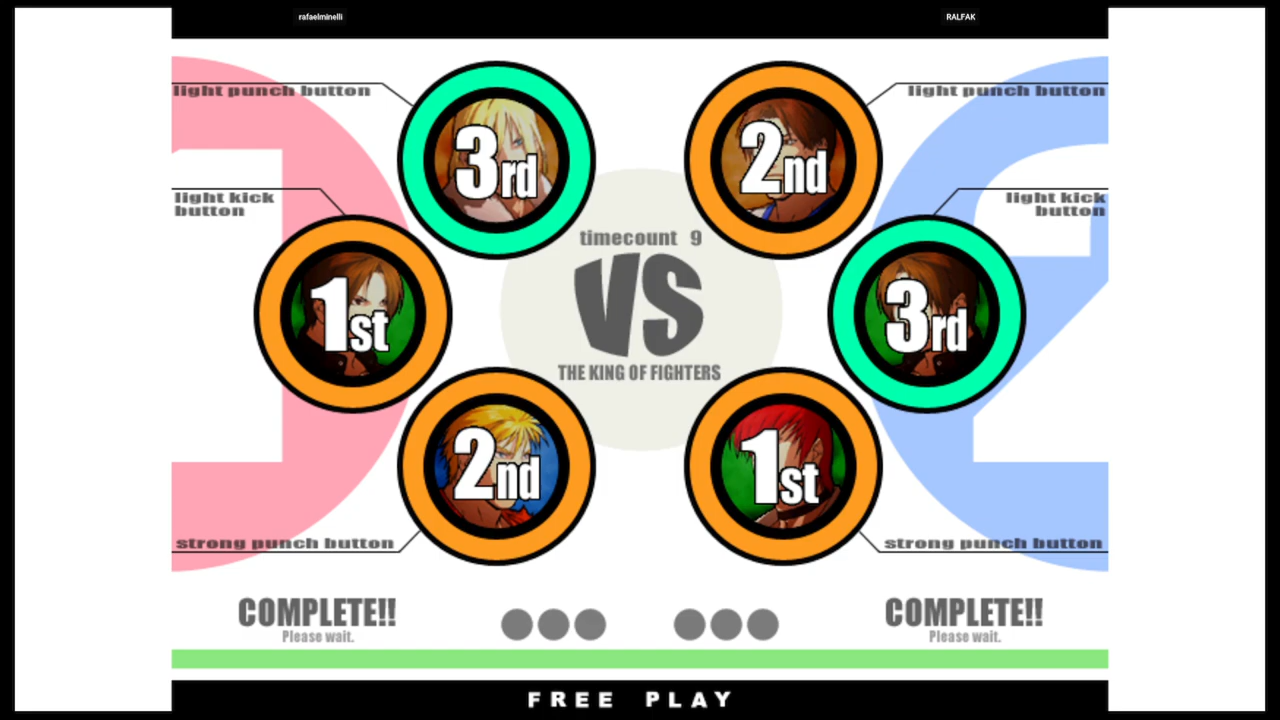 rafaelminelli
RALFAK
light punch button
light punch button
3rd
2nd
light kick
button
light kick
button
timecount 9
VS
THE KING OF FIGHTERS
1st
3rd
2nd
1st
strong punch button
strong punch button
COMPLETE!!
Please wait.
COMPLETE!!
Please wait.
FREE PLAY